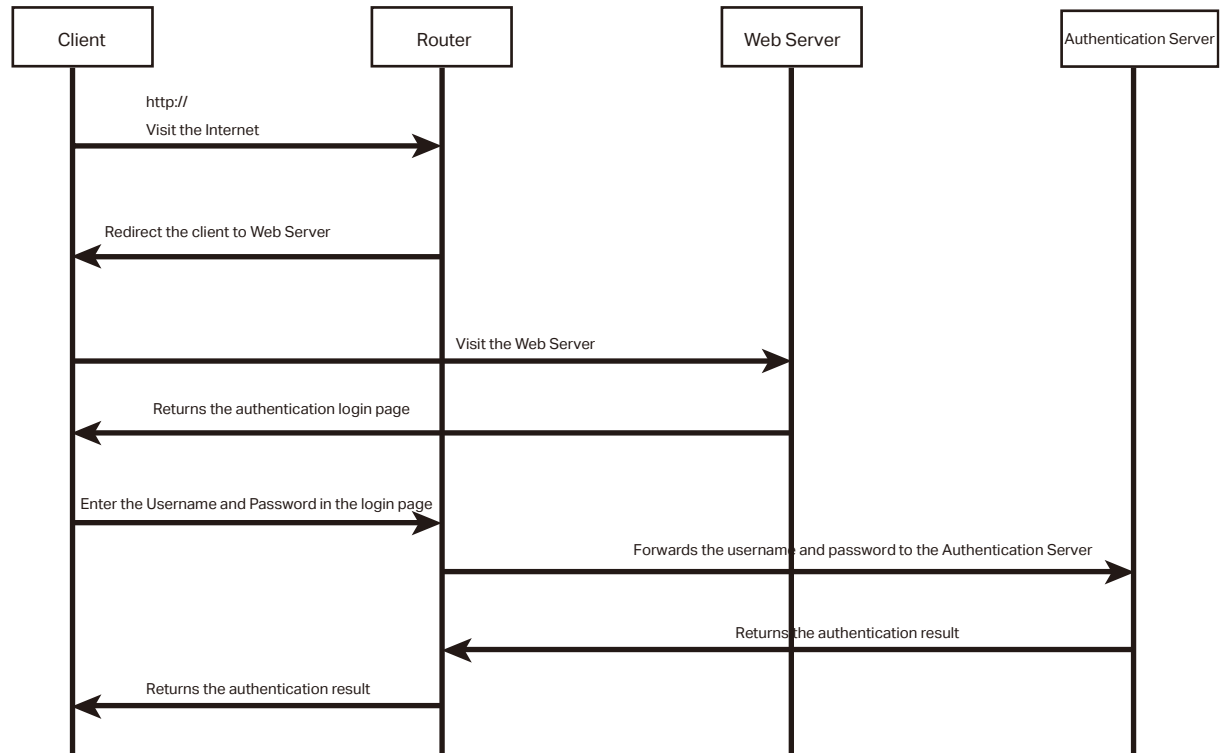 Client
Router
Web Server
Authentication Server
http://
Visit the Internet
Redirect the client to Web Server
Visit the Web Server
Returns the authentication login page
Enter the Username and Password in the login page
Forwards the username and password to the Authentication Server
Returns the authentication result
Returns the authentication result